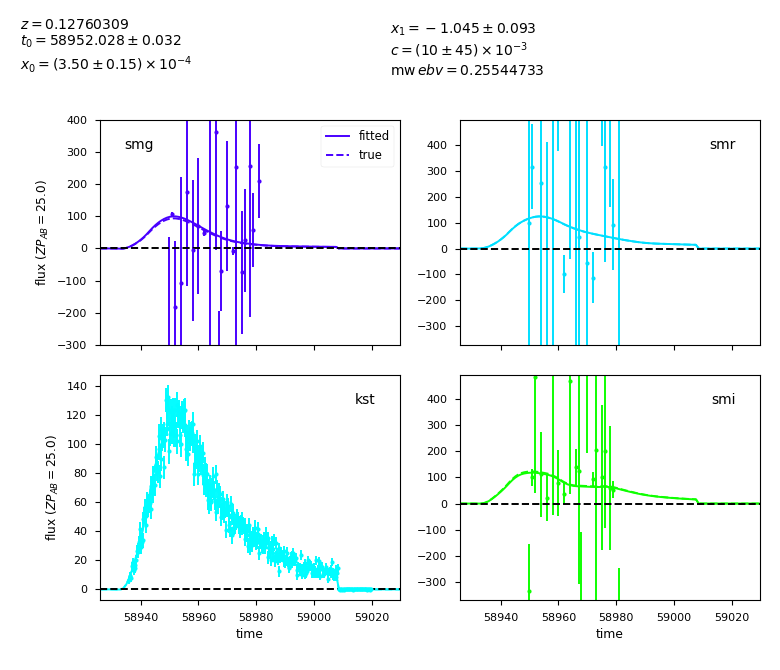 z = 0.12760309
t₀ = 58952.028 ± 0.032
x₀ = (3.50 ± 0.15) × 10⁻⁴
x₁ = −1.045 ± 0.093
c = (10 ± 45) × 10⁻³
mw ebv = 0.25544733
smg
fitted
true
400
300
200
100
0
−100
−200
−300
flux (ZP_AB = 25.0)
smr
400
300
200
100
0
−100
−200
−300
kst
140
120
100
80
60
40
20
0
flux (ZP_AB = 25.0)
58940 58960 58980 59000 59020
time
smi
400
300
200
100
0
−100
−200
−300
58940 58960 58980 59000 59020
time